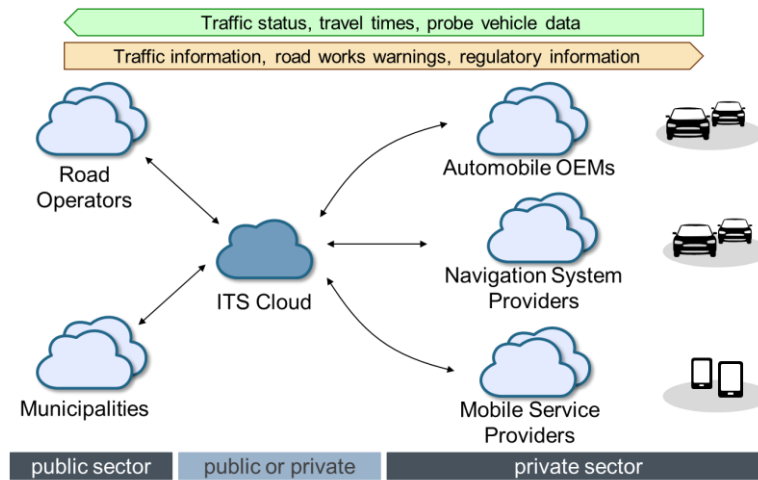 Traffic status, travel times, probe vehicle data
Traffic information, road works warnings, regulatory information
Road
Operators
Automobile OEMs
ITS Cloud
Navigation System
Providers
Municipalities
Mobile Service
Providers
public sector
public or private
private sector